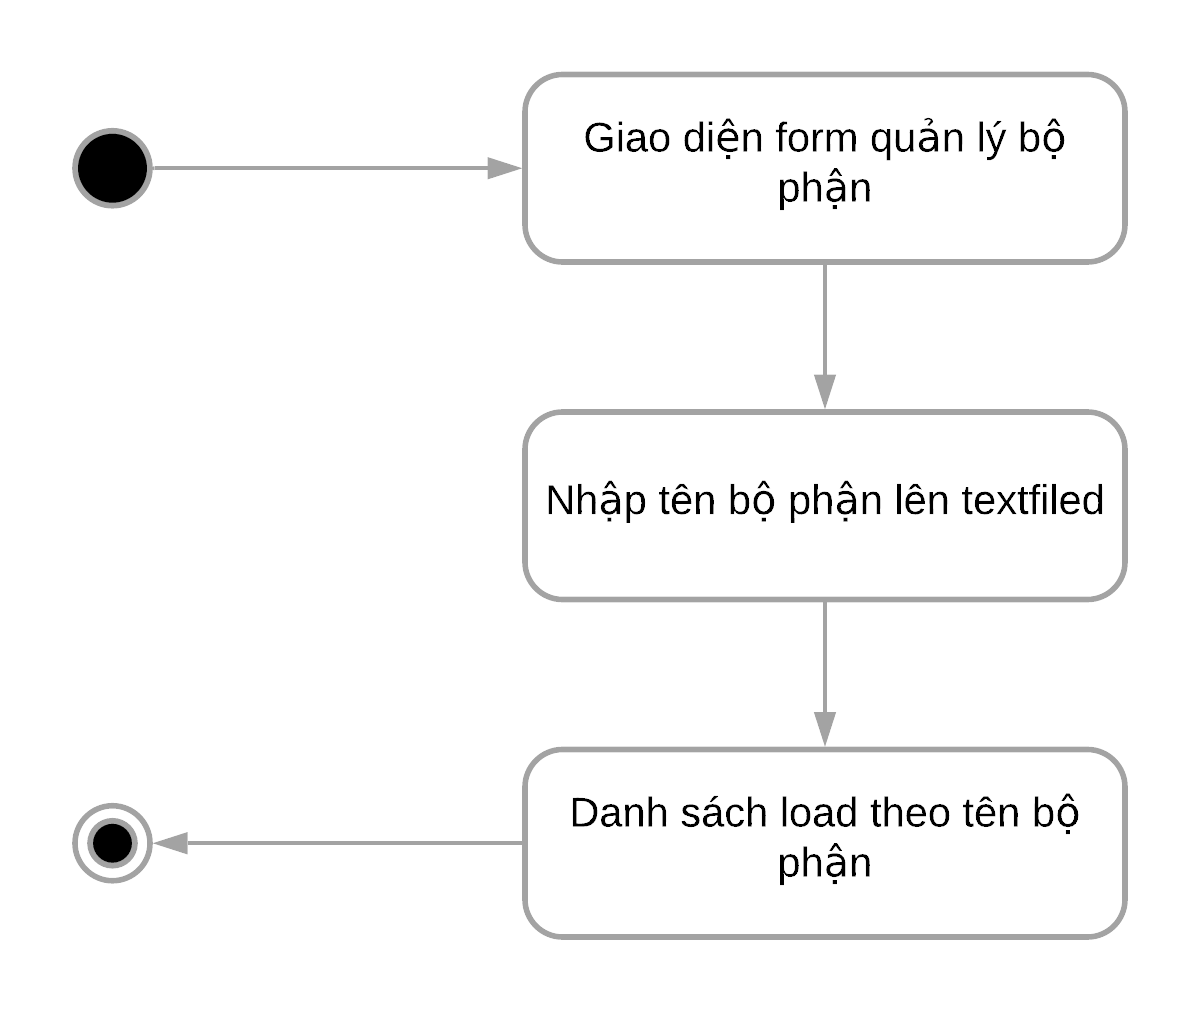 Giao diện form quản lý bộ
phận
Nhập tên bộ phận lên textfiled
Danh sách load theo tên bộ
phận